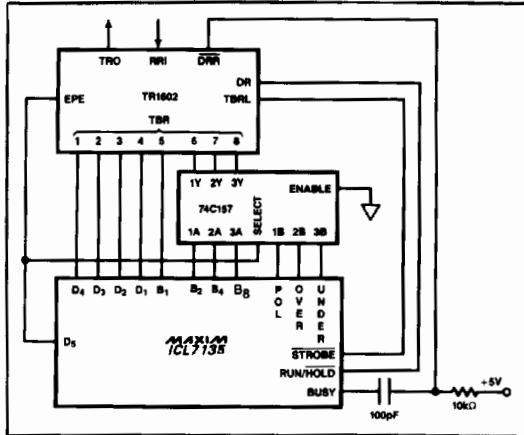 TRO RRI DRR
EPE TR1602 DR
TBRL
TBR
1 2 3 4 5 6 7 8
1Y 2Y 3Y
ENABLE
74C157
SELECT
1A 2A 3A 1B 2B 3B
D4 D3 D2 D1 B1 B2 B4 B8 POL OVER UNDER
D5
MAXIM
ICL7135
STROBE
RUN/HOLD
BUSY
100pF
10kΩ
+5V